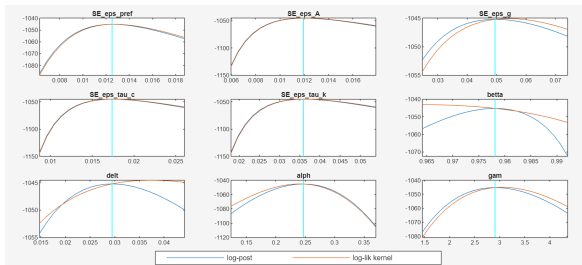 SE_eps_pref
SE_eps_A
SE_eps_g
-1040
-1050
-1060
-1070
-1080
0.006 0.008 0.01 0.012 0.014 0.016 0.018
-1050
-1100
-1150
0.006 0.008 0.01 0.012 0.014 0.016
-1045
-1050
-1055
0.03 0.04 0.05 0.06 0.07
SE_eps_tau_c
SE_eps_tau_k
betta
-1050
-1100
-1150
0.01 0.015 0.02 0.025
-1050
-1100
-1150
0.02 0.025 0.03 0.035 0.04 0.045 0.05
-1040
-1050
-1060
-1070
0.965 0.97 0.975 0.98 0.985 0.99
delt
alph
gam
-1045
-1050
-1055
0.015 0.02 0.025 0.03 0.035 0.04
-1040
-1060
-1080
-1100
-1120
0.15 0.2 0.25 0.3 0.35
-1050
-1060
-1070
-1080
1.5 2 2.5 3 3.5 4
log-post log-lik kernel